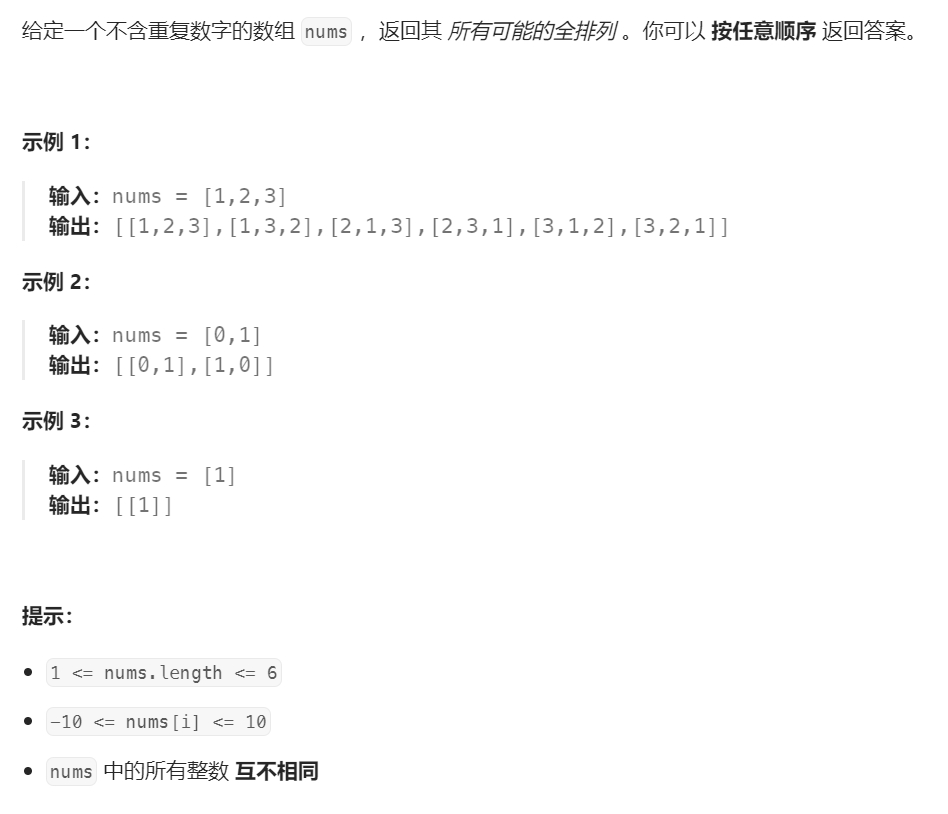 给定一个不含重复数字的数组 nums ，返回其 所有可能的全排列 。你可以 按任意顺序 返回答案。
示例 1：
输入：nums = [1,2,3]
输出：[[1,2,3],[1,3,2],[2,1,3],[2,3,1],[3,1,2],[3,2,1]]
示例 2：
输入：nums = [0,1]
输出：[[0,1],[1,0]]
示例 3：
输入：nums = [1]
输出：[[1]]
提示：
1 <= nums.length <= 6
-10 <= nums[i] <= 10
nums 中的所有整数 互不相同